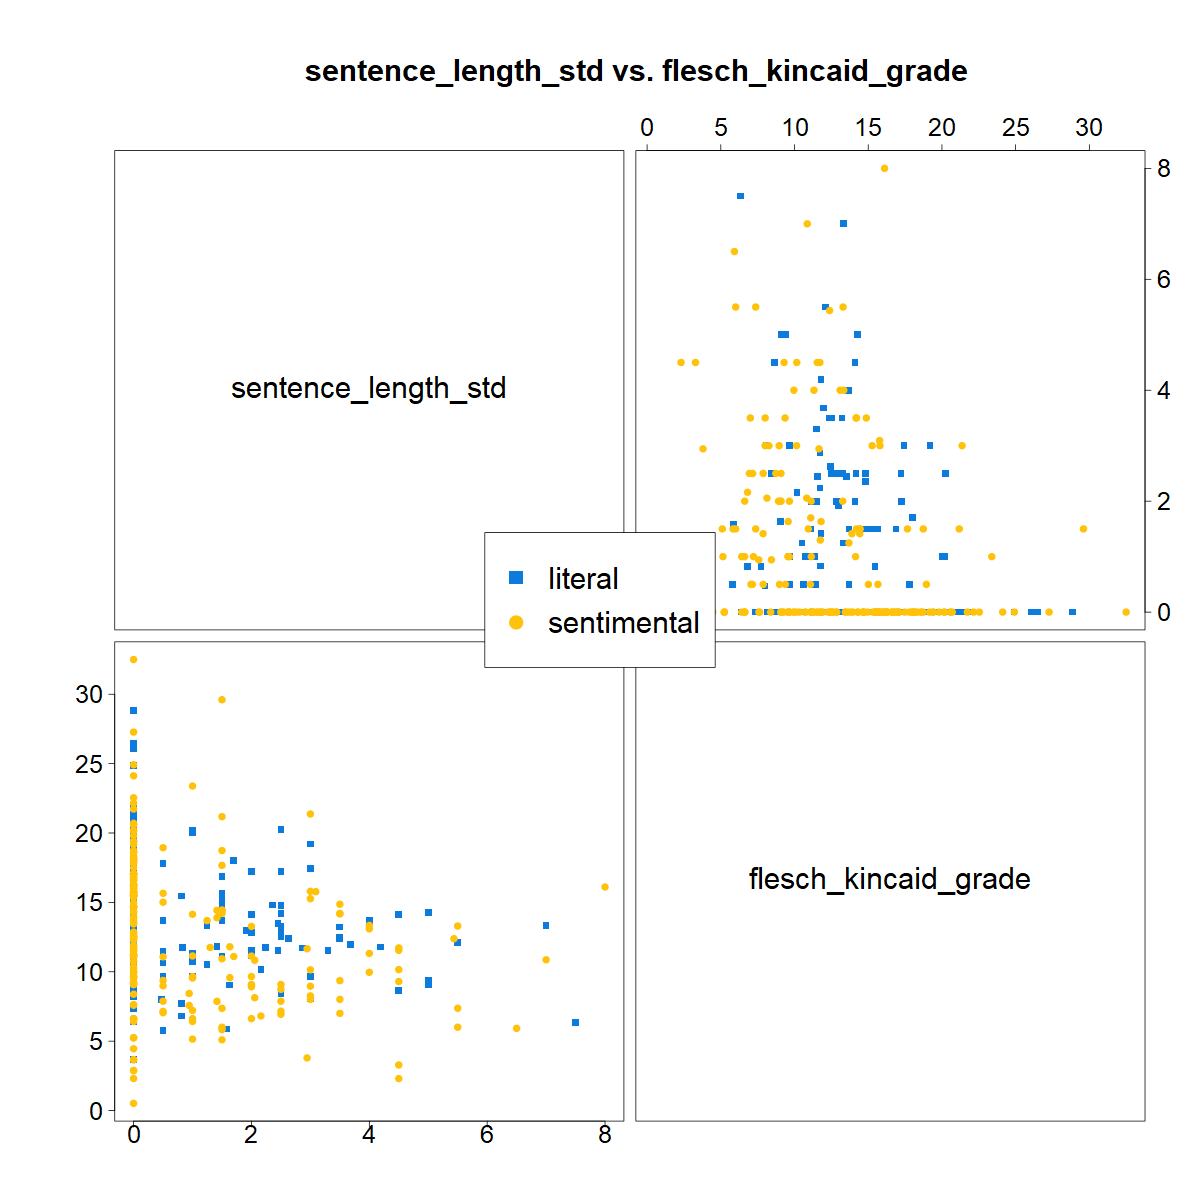 sentence_length_std vs. flesch_kincaid_grade
0 5 10 15 20 25 30
sentence_length_std
8
6
4
2
0
literal
sentimental
30
25
20
15
10
5
0
flesch_kincaid_grade
0 2 4 6 8